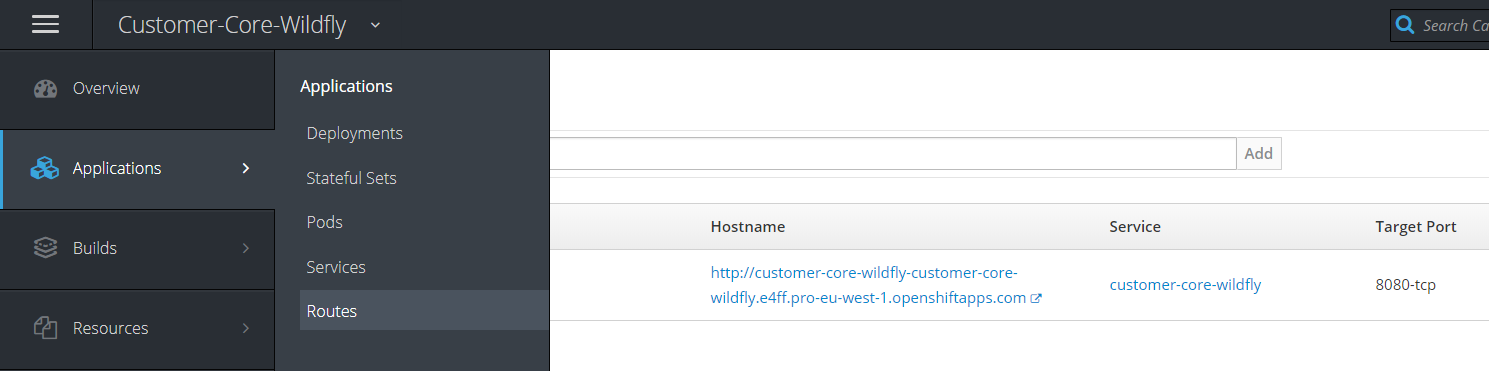 Customer-Core-Wildfly
Search Ca
Overview
Applications
Builds
Resources
Applications
Deployments
Stateful Sets
Pods
Services
Routes
Add
Hostname
Service
Target Port
http://customer-core-wildfly-customer-core-
wildfly.e4ff.pro-eu-west-1.openshiftapps.com
customer-core-wildfly
8080-tcp